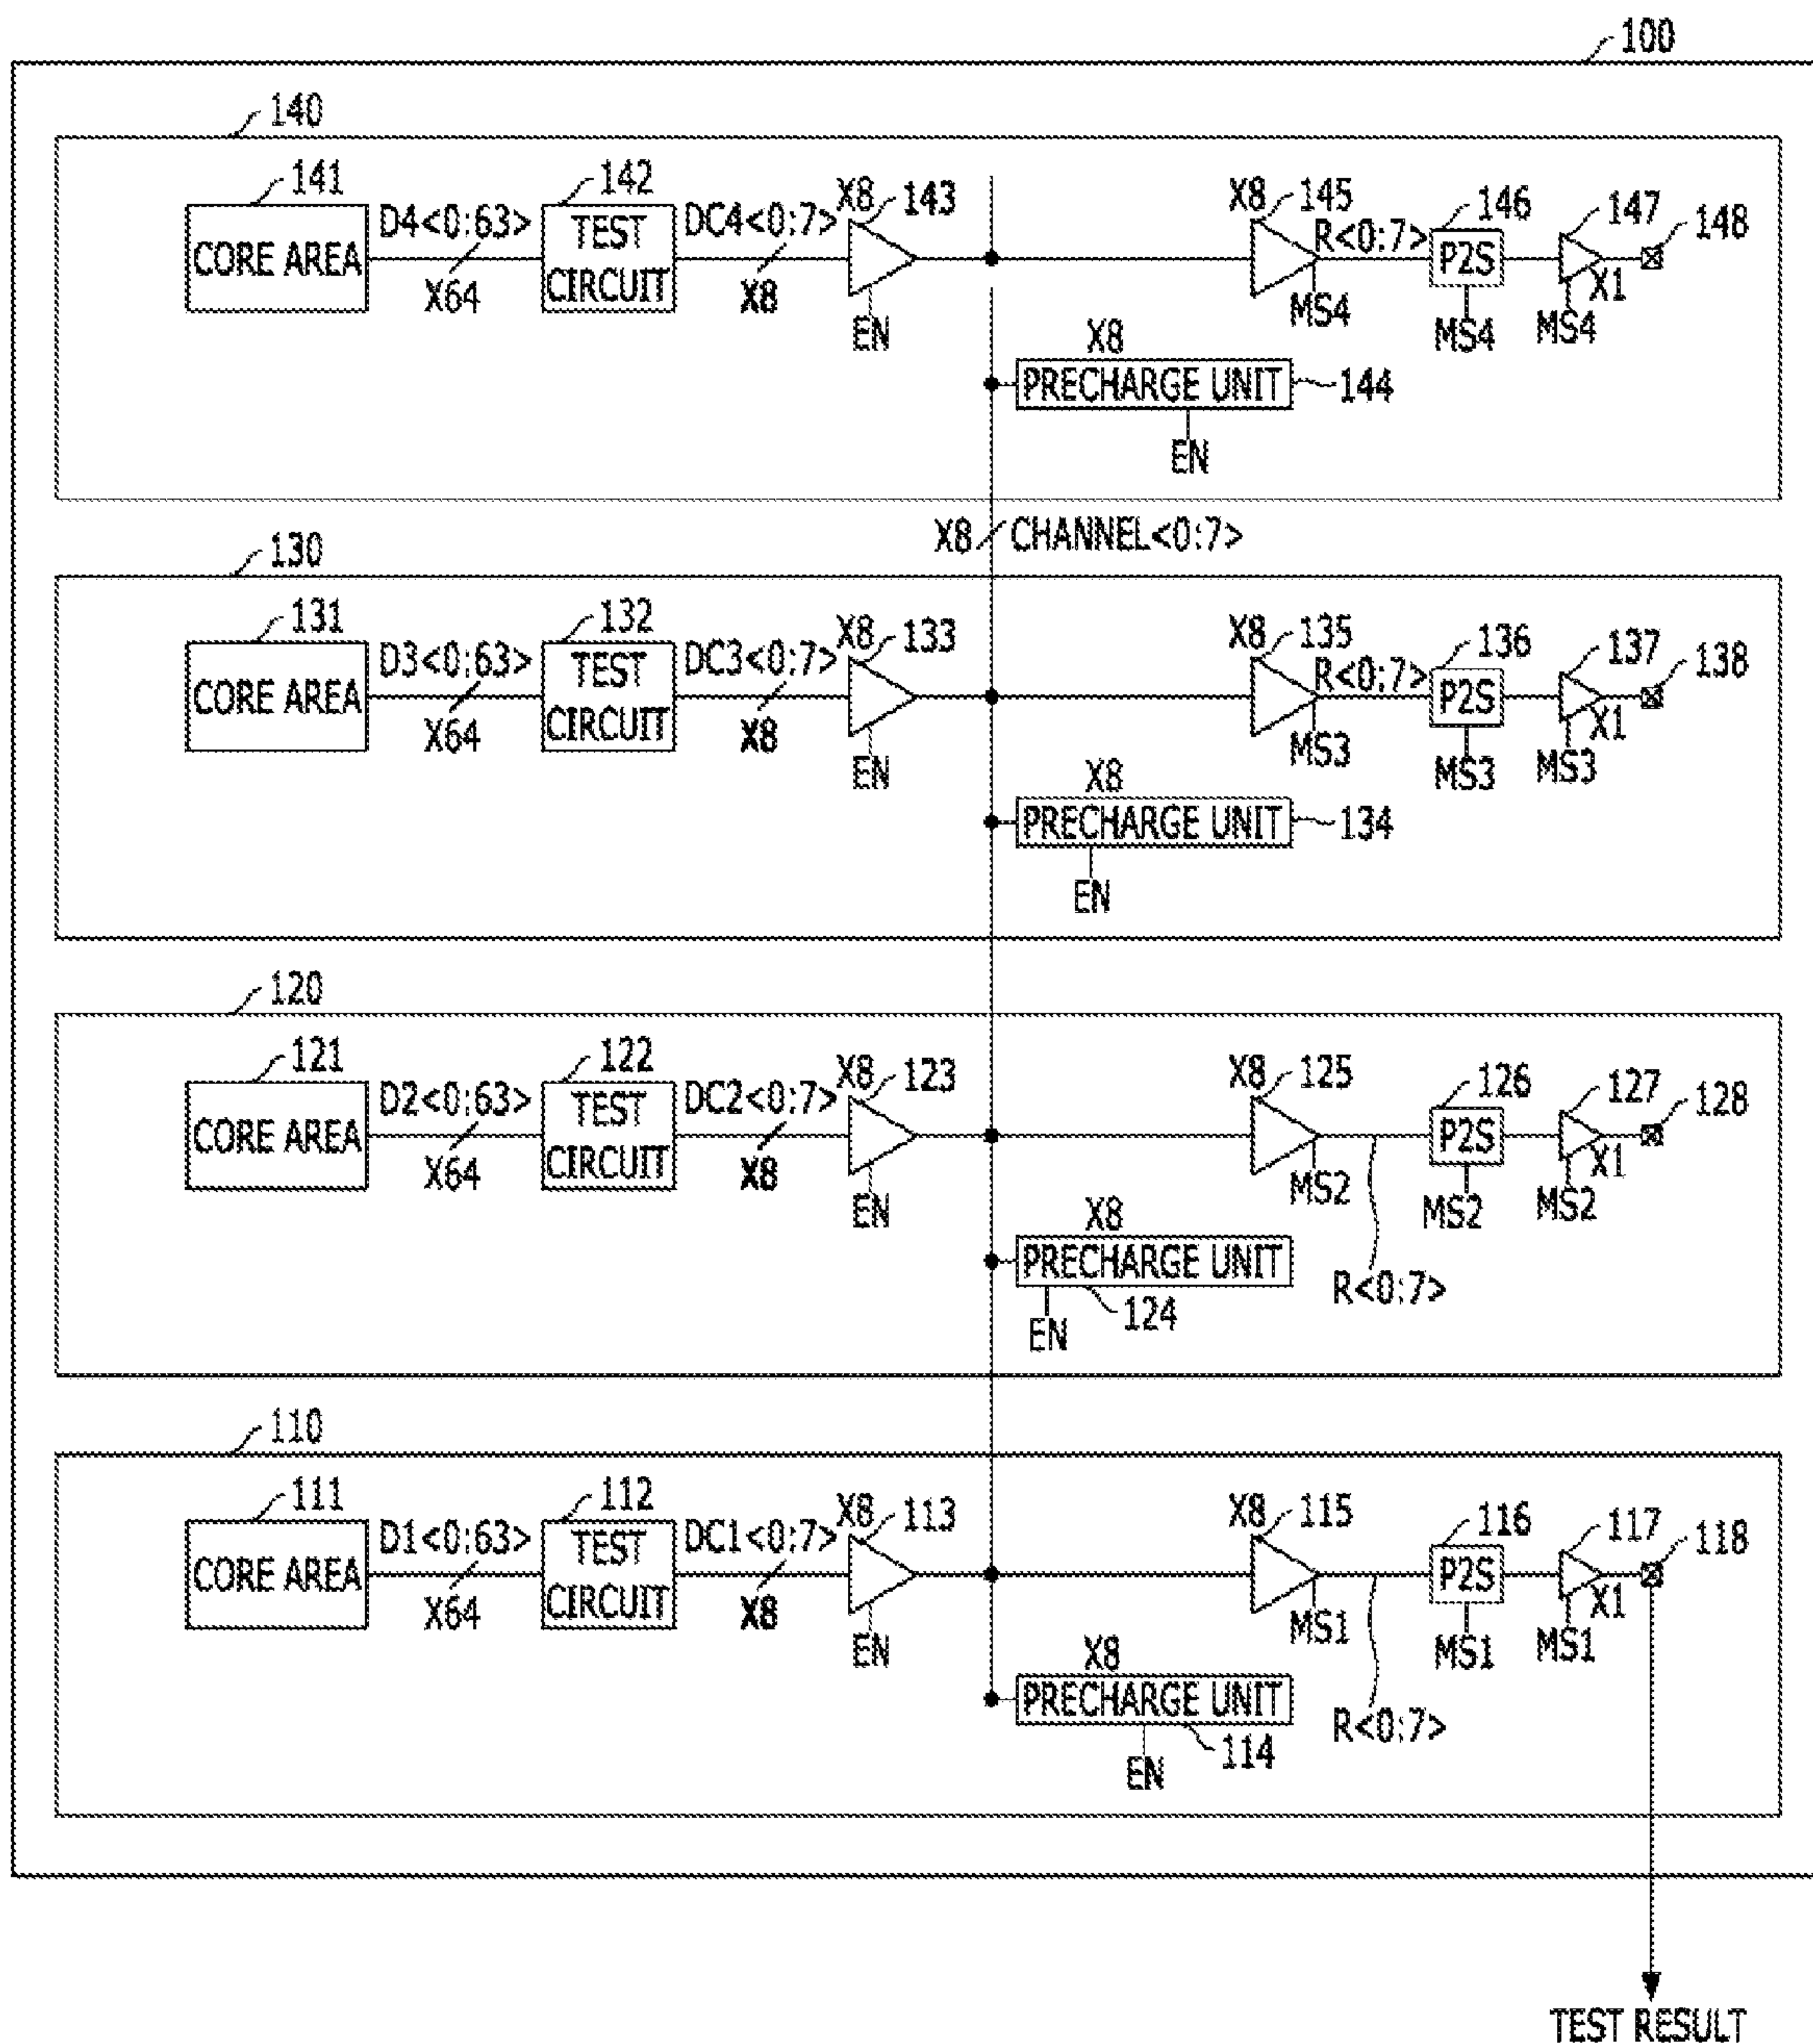 100
140
141 142 X8 143 X8 145 146 147 148
D4<0:63> DC4<0:7> R<0:7>
CORE AREA TEST CIRCUIT P2S
X64 X8 EN MS4 MS4 MS4 X1
X8
PRECHARGE UNIT 144
EN
X8 CHANNEL<0:7>
130
131 132 X8 133 X8 135 136 137 138
D3<0:63> DC3<0:7> R<0:7>
CORE AREA TEST CIRCUIT P2S
X64 X8 EN MS3 MS3 MS3 X1
X8
PRECHARGE UNIT 134
EN
120
121 122 X8 123 X8 125 126 127 128
D2<0:63> DC2<0:7>
CORE AREA TEST CIRCUIT P2S
X64 X8 EN MS2 MS2 MS2 X1
X8
PRECHARGE UNIT
EN 124 R<0:7>
110
111 112 X8 113 X8 115 116 117 118
D1<0:63> DC1<0:7>
CORE AREA TEST CIRCUIT P2S
X64 X8 EN MS1 MS1 MS1 X1
X8
PRECHARGE UNIT
EN 114 R<0:7>
TEST RESULT